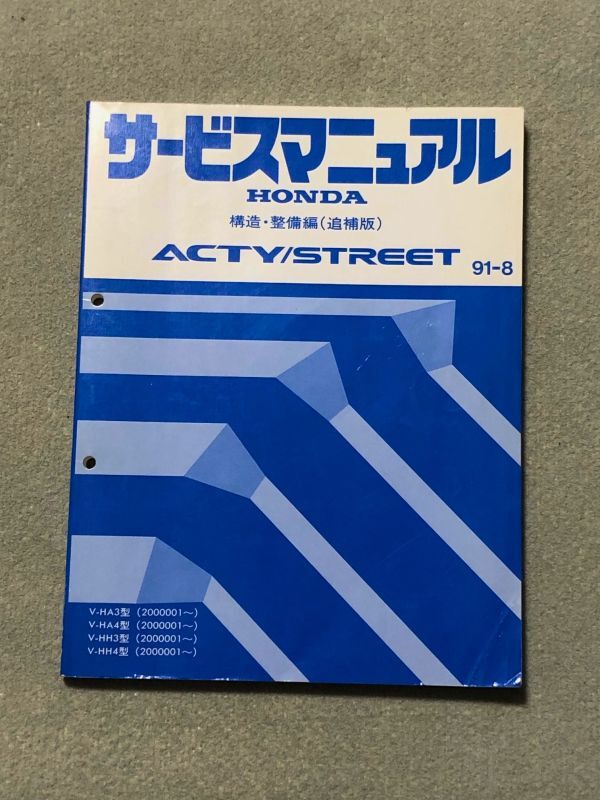 サービスマニュアル
HONDA
構造・整備編(追補版)
ACTY/STREET
91-8
V-HA3型 (2000001〜)
V-HA4型 (2000001〜)
V-HH3型 (2000001〜)
V-HH4型 (2000001〜)